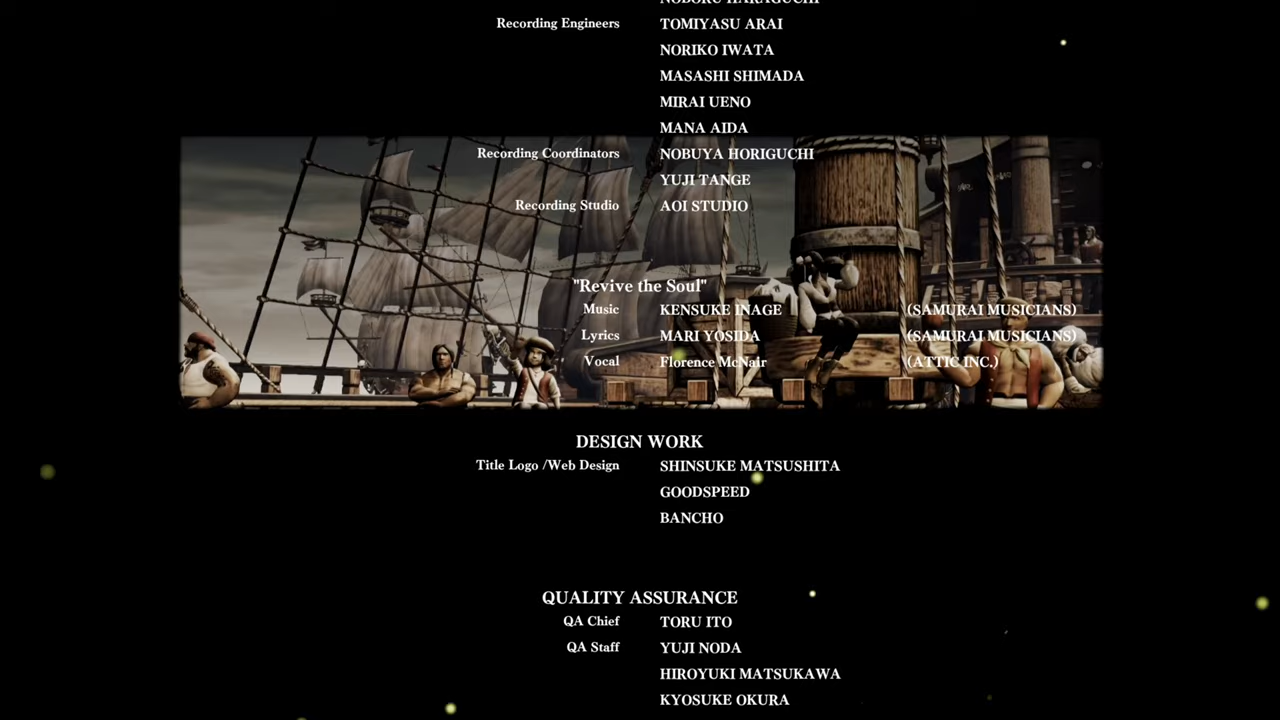 NOBORU HARAGUCHI
Recording Engineers TOMIYASU ARAI
NORIKO IWATA
MASASHI SHIMADA
MIRAI UENO
MANA AIDA
Recording Coordinators NOBUYA HORIGUCHI
YUJI TANGE
Recording Studio AOI STUDIO
"Revive the Soul"
Music KENSUKE INAGE (SAMURAI MUSICIANS)
Lyrics MARI YOSIDA (SAMURAI MUSICIANS)
Vocal Florence McNair (ATTIC INC.)
DESIGN WORK
Title Logo /Web Design SHINSUKE MATSUSHITA
GOODSPEED
BANCHO
QUALITY ASSURANCE
QA Chief TORU ITO
QA Staff YUJI NODA
HIROYUKI MATSUKAWA
KYOSUKE OKURA